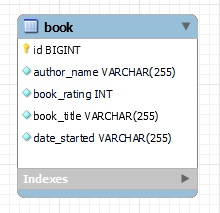 book
id BIGINT
author_name VARCHAR(255)
book_rating INT
book_title VARCHAR(255)
date_started VARCHAR(255)
Indexes